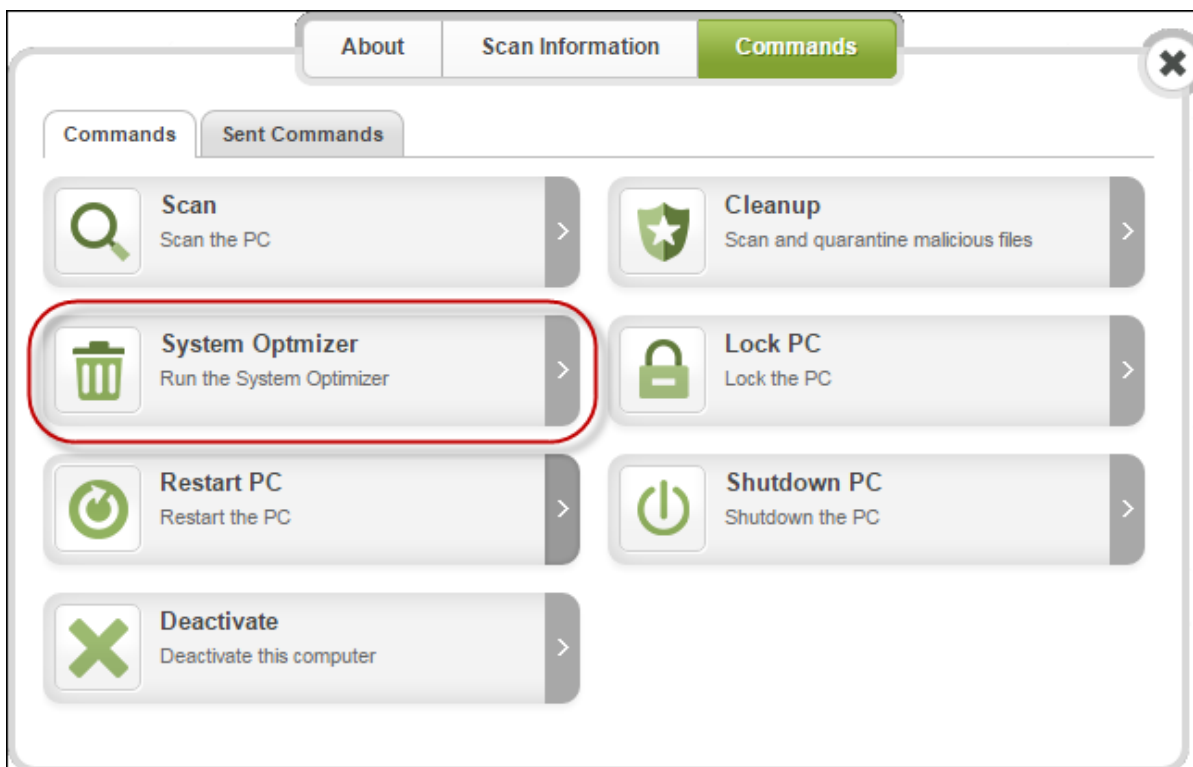 About
Scan Information
Commands
Commands
Sent Commands
Scan
Scan the PC
Cleanup
Scan and quarantine malicious files
System Optmizer
Run the System Optimizer
Lock PC
Lock the PC
Restart PC
Restart the PC
Shutdown PC
Shutdown the PC
Deactivate
Deactivate this computer